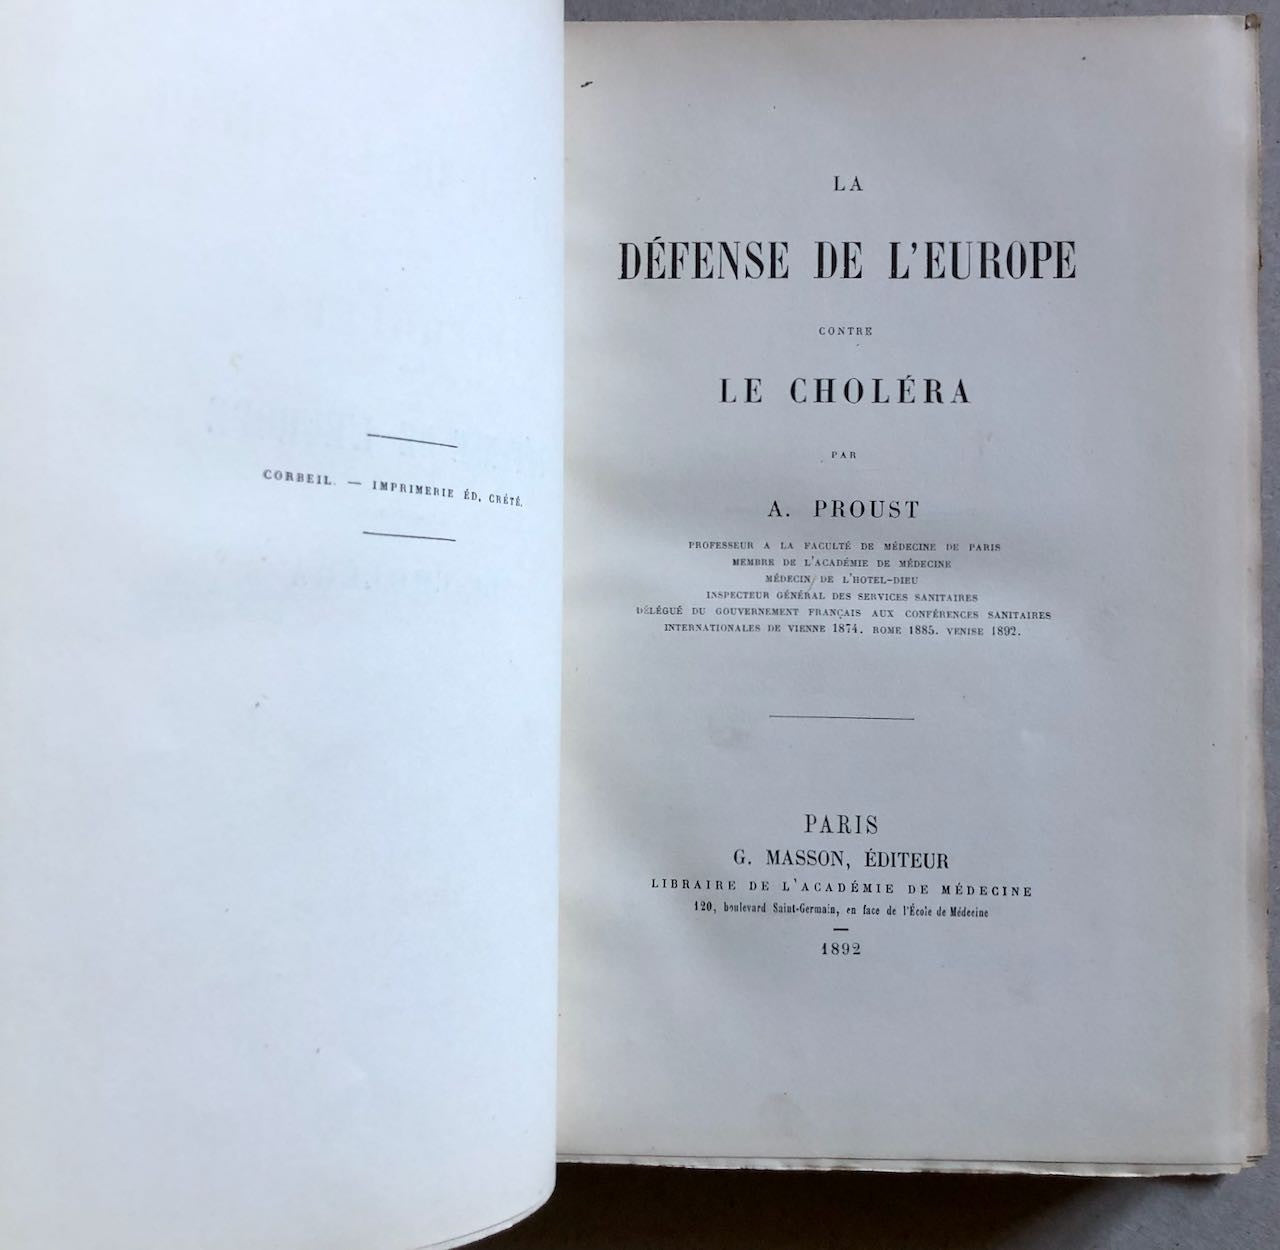 CORBEIL. — IMPRIMERIE ÉD, CRÉTÉ.
LA
DÉFENSE DE L'EUROPE
CONTRE
LE CHOLÉRA
PAR
A. PROUST
PROFESSEUR A LA FACULTÉ DE MÉDECINE DE PARIS
MEMBRE DE L'ACADÉMIE DE MÉDECINE
MÉDECIN DE L'HOTEL-DIEU
INSPECTEUR GÉNÉRAL DES SERVICES SANITAIRES
DÉLÉGUÉ DU GOUVERNEMENT FRANÇAIS AUX CONFÉRENCES SANITAIRES
INTERNATIONALES DE VIENNE 1874. ROME 1885. VENISE 1892.
PARIS
G. MASSON, ÉDITEUR
LIBRAIRE DE L'ACADÉMIE DE MÉDECINE
120, boulevard Saint-Germain, en face de l'École de Médecine
1892